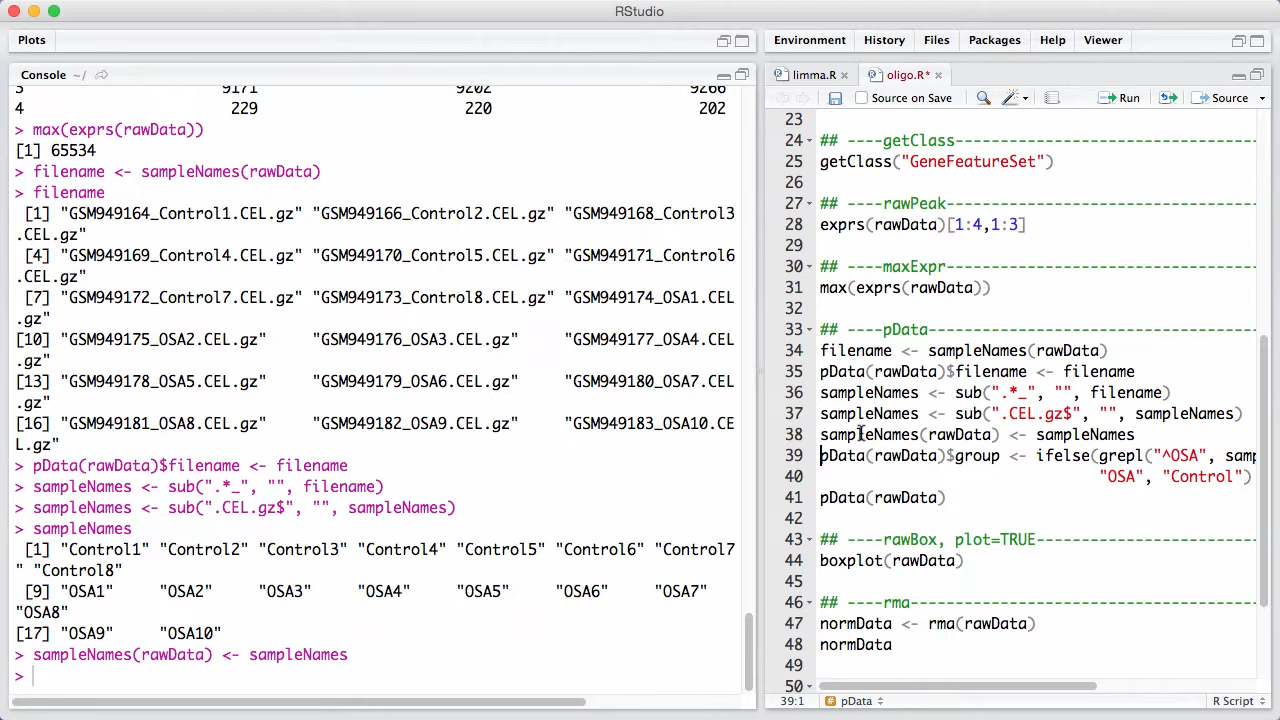 RStudio
Plots
Console ~/
3                      9171                      9202                      9266
4                       229                       220                       202
> max(exprs(rawData))
[1] 65534
> filename <- sampleNames(rawData)
> filename
 [1] "GSM949164_Control1.CEL.gz" "GSM949166_Control2.CEL.gz" "GSM949168_Control3
.CEL.gz"
 [4] "GSM949169_Control4.CEL.gz" "GSM949170_Control5.CEL.gz" "GSM949171_Control6
.CEL.gz"
 [7] "GSM949172_Control7.CEL.gz" "GSM949173_Control8.CEL.gz" "GSM949174_OSA1.CEL
.gz"
[10] "GSM949175_OSA2.CEL.gz"     "GSM949176_OSA3.CEL.gz"     "GSM949177_OSA4.CEL
.gz"
[13] "GSM949178_OSA5.CEL.gz"     "GSM949179_OSA6.CEL.gz"     "GSM949180_OSA7.CEL
.gz"
[16] "GSM949181_OSA8.CEL.gz"     "GSM949182_OSA9.CEL.gz"     "GSM949183_OSA10.CE
L.gz"
> pData(rawData)$filename <- filename
> sampleNames <- sub(".*_", "", filename)
> sampleNames <- sub(".CEL.gz$", "", sampleNames)
> sampleNames
 [1] "Control1" "Control2" "Control3" "Control4" "Control5" "Control6" "Control7
" "Control8"
 [9] "OSA1"     "OSA2"     "OSA3"     "OSA4"     "OSA5"     "OSA6"     "OSA7"
"OSA8"
[17] "OSA9"     "OSA10"
> sampleNames(rawData) <- sampleNames
>
Environment History Files Packages Help Viewer
limma.R oligo.R*
Source on Save Run Source
23
24 ## ----getClass------------------------------------
25 getClass("GeneFeatureSet")
26
27 ## ----rawPeak-------------------------------------
28 exprs(rawData)[1:4,1:3]
29
30 ## ----maxExpr-------------------------------------
31 max(exprs(rawData))
32
33 ## ----pData---------------------------------------
34 filename <- sampleNames(rawData)
35 pData(rawData)$filename <- filename
36 sampleNames <- sub(".*_", "", filename)
37 sampleNames <- sub(".CEL.gz$", "", sampleNames)
38 sampleNames(rawData) <- sampleNames
39 pData(rawData)$group <- ifelse(grepl("^OSA", samp
40                                "OSA", "Control")
41 pData(rawData)
42
43 ## ----rawBox, plot=TRUE---------------------------
44 boxplot(rawData)
45
46 ## ----rma-----------------------------------------
47 normData <- rma(rawData)
48 normData
49
50
39:1 # pData R Script